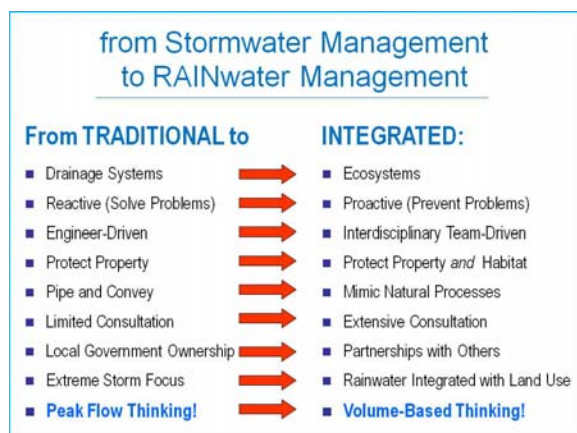 from Stormwater Management
to RAINwater Management
From TRADITIONAL to INTEGRATED:
Drainage Systems Ecosystems
Reactive (Solve Problems) Proactive (Prevent Problems)
Engineer-Driven Interdisciplinary Team-Driven
Protect Property Protect Property and Habitat
Pipe and Convey Mimic Natural Processes
Limited Consultation Extensive Consultation
Local Government Ownership Partnerships with Others
Extreme Storm Focus Rainwater Integrated with Land Use
Peak Flow Thinking! Volume-Based Thinking!